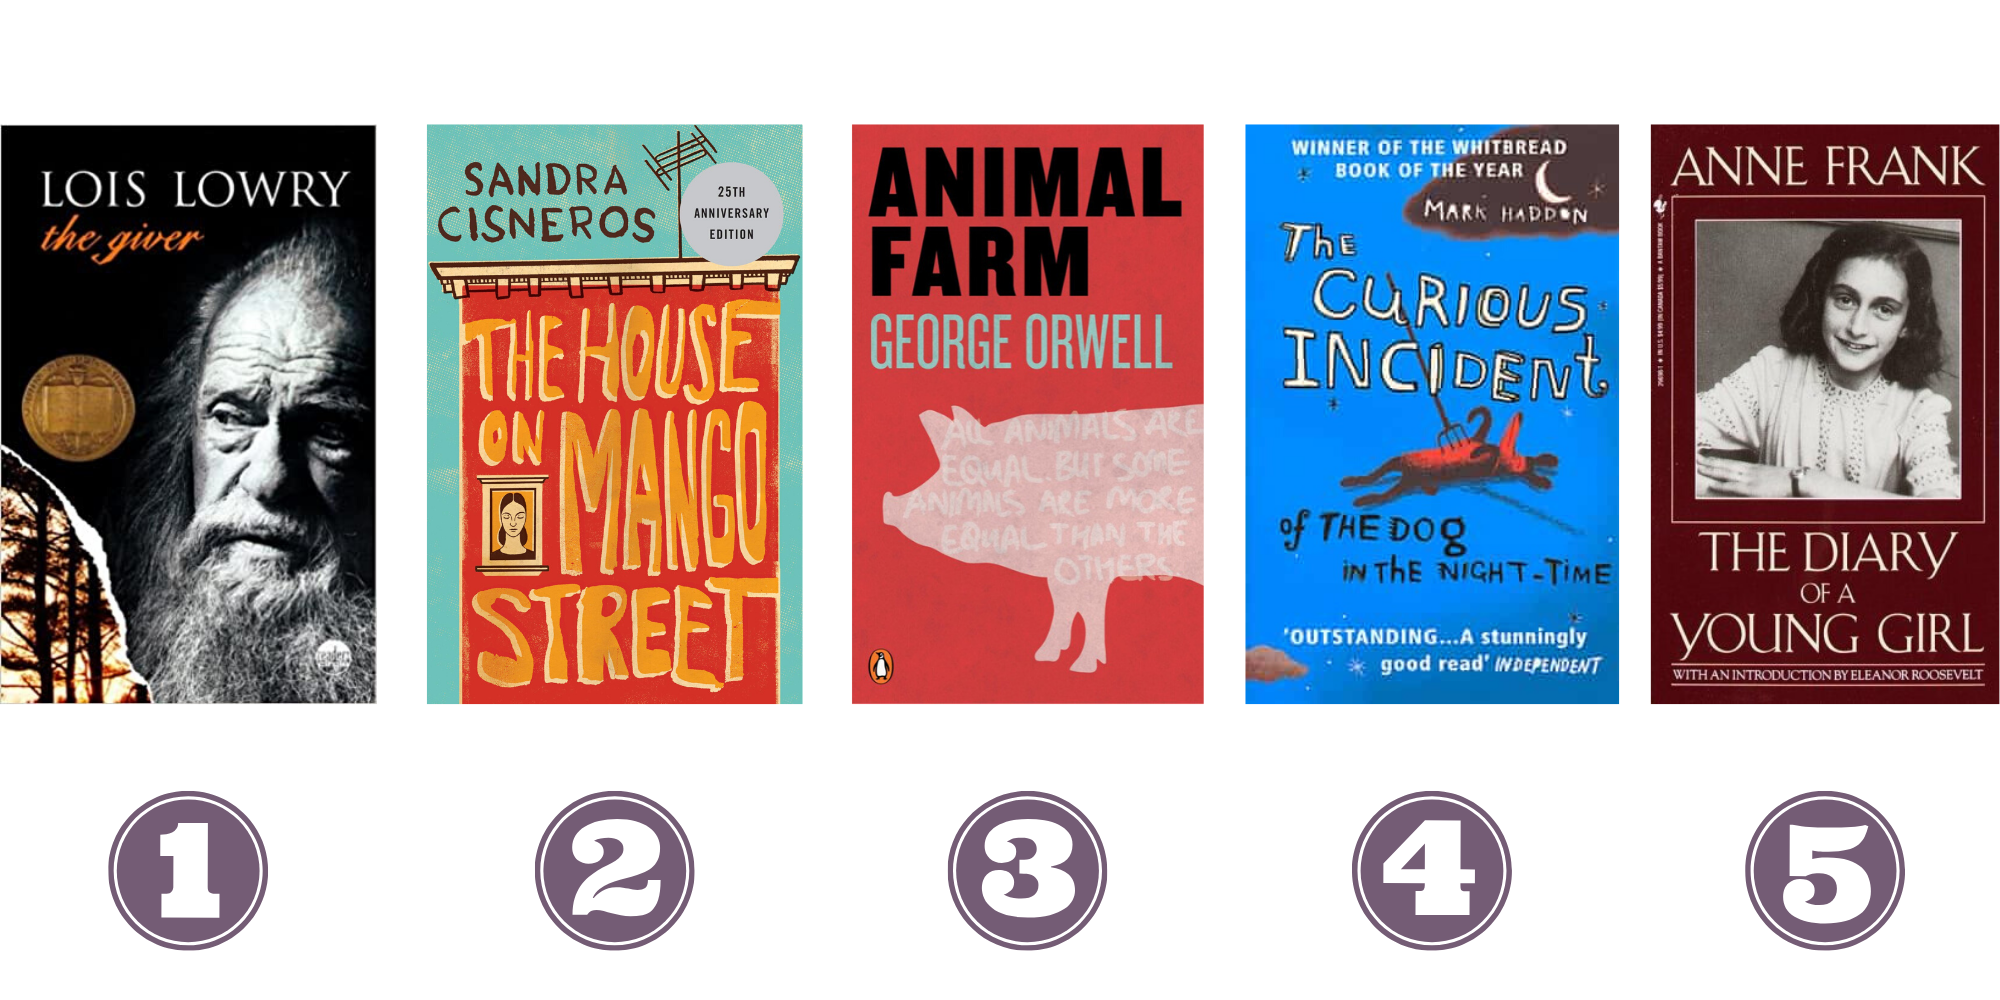 LOIS LOWRY
the giver
readers
CIRCLE
1
SANDRA
CISNEROS
25TH
ANNIVERSARY
EDITION
THE HOUSE
ON MANGO
STREET
2
ANIMAL
FARM
GEORGE ORWELL
ALL ANIMALS ARE
EQUAL. BUT SOME
ANIMALS ARE MORE
EQUAL THAN THE
OTHERS.
3
WINNER OF THE WHITBREAD
BOOK OF THE YEAR
MARK HADDON
The
CURIOUS
INCIDENt
of THE DOg
iN tHe NIGHT-TIME
'OUTSTANDING...A stunningly
good read' INDEPENDENT
4
ANNE FRANK
THE DIARY
OF A
YOUNG GIRL
WITH AN INTRODUCTION BY ELEANOR ROOSEVELT
5